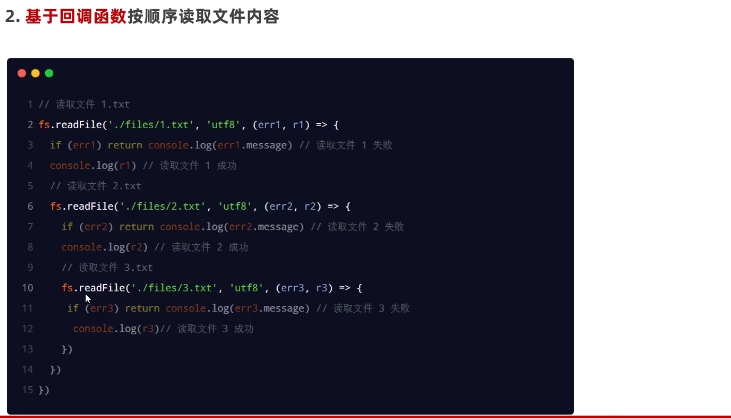 2. 基于回调函数按顺序读取文件内容
1 // 读取文件 1.txt
2 fs.readFile('./files/1.txt', 'utf8', (err1, r1) => {
3 if (err1) return console.log(err1.message) // 读取文件 1 失败
4 console.log(r1) // 读取文件 1 成功
5 // 读取文件 2.txt
6 fs.readFile('./files/2.txt', 'utf8', (err2, r2) => {
7 if (err2) return console.log(err2.message) // 读取文件 2 失败
8 console.log(r2) // 读取文件 2 成功
9 // 读取文件 3.txt
10 fs.readFile('./files/3.txt', 'utf8', (err3, r3) => {
11 if (err3) return console.log(err3.message) // 读取文件 3 失败
12 console.log(r3)// 读取文件 3 成功
13 })
14 })
15 })